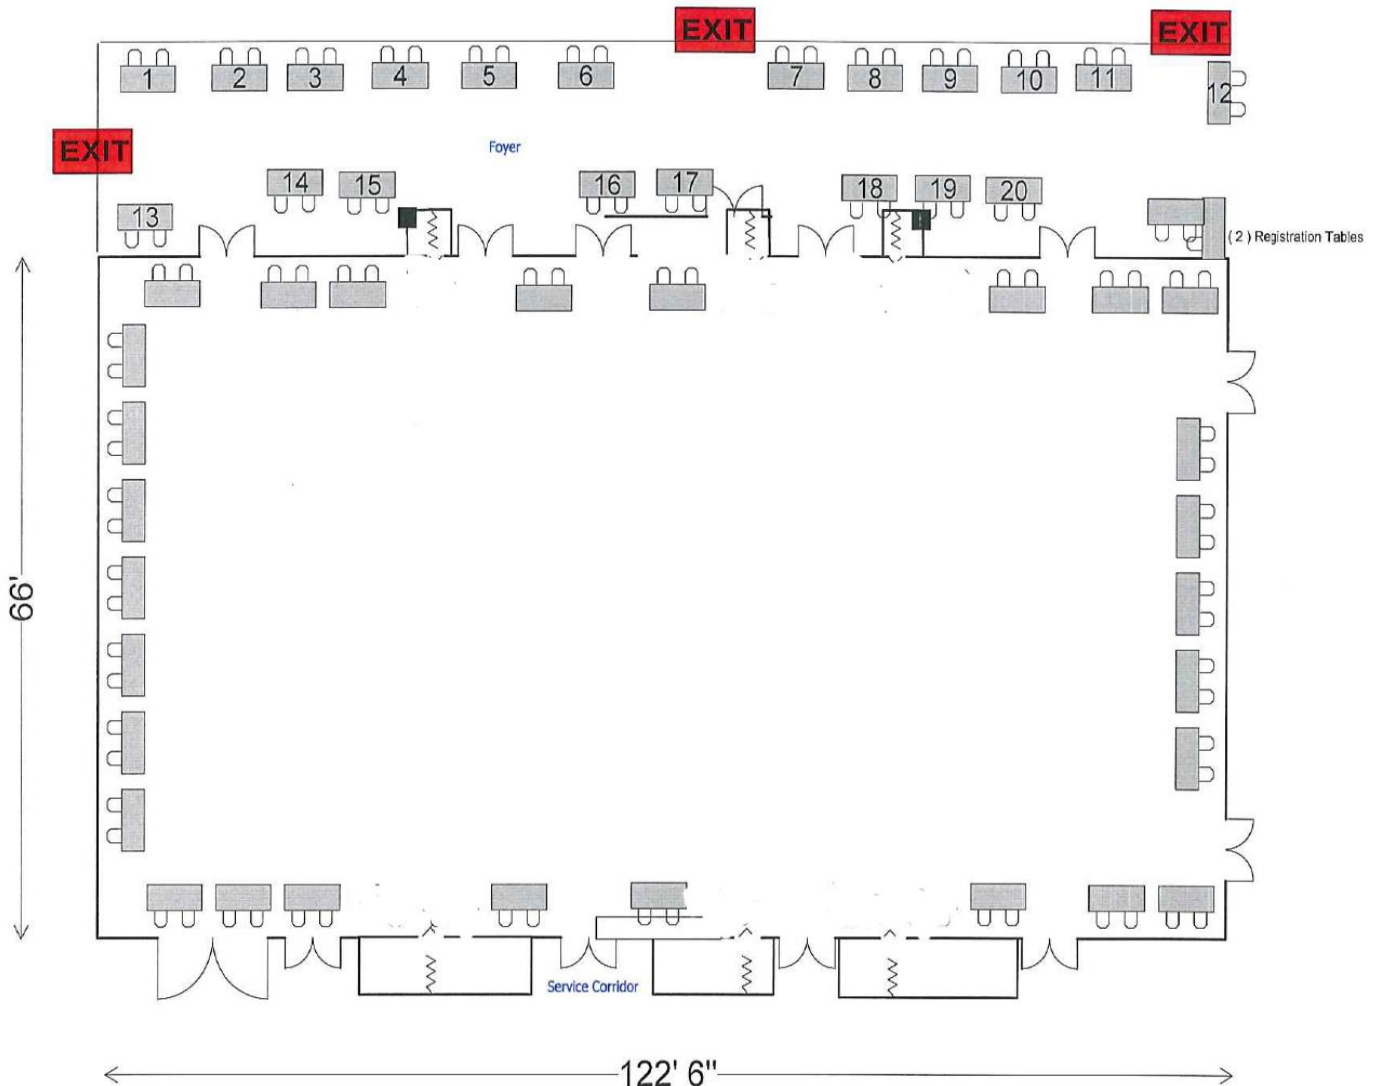 EXIT
EXIT
1 2 3 4 5 6 7 8 9 10 11 12
EXIT
Foyer
14 15 16 17 18 19 20
13
( 2 ) Registration Tables
66'
Service Corridor
122' 6"